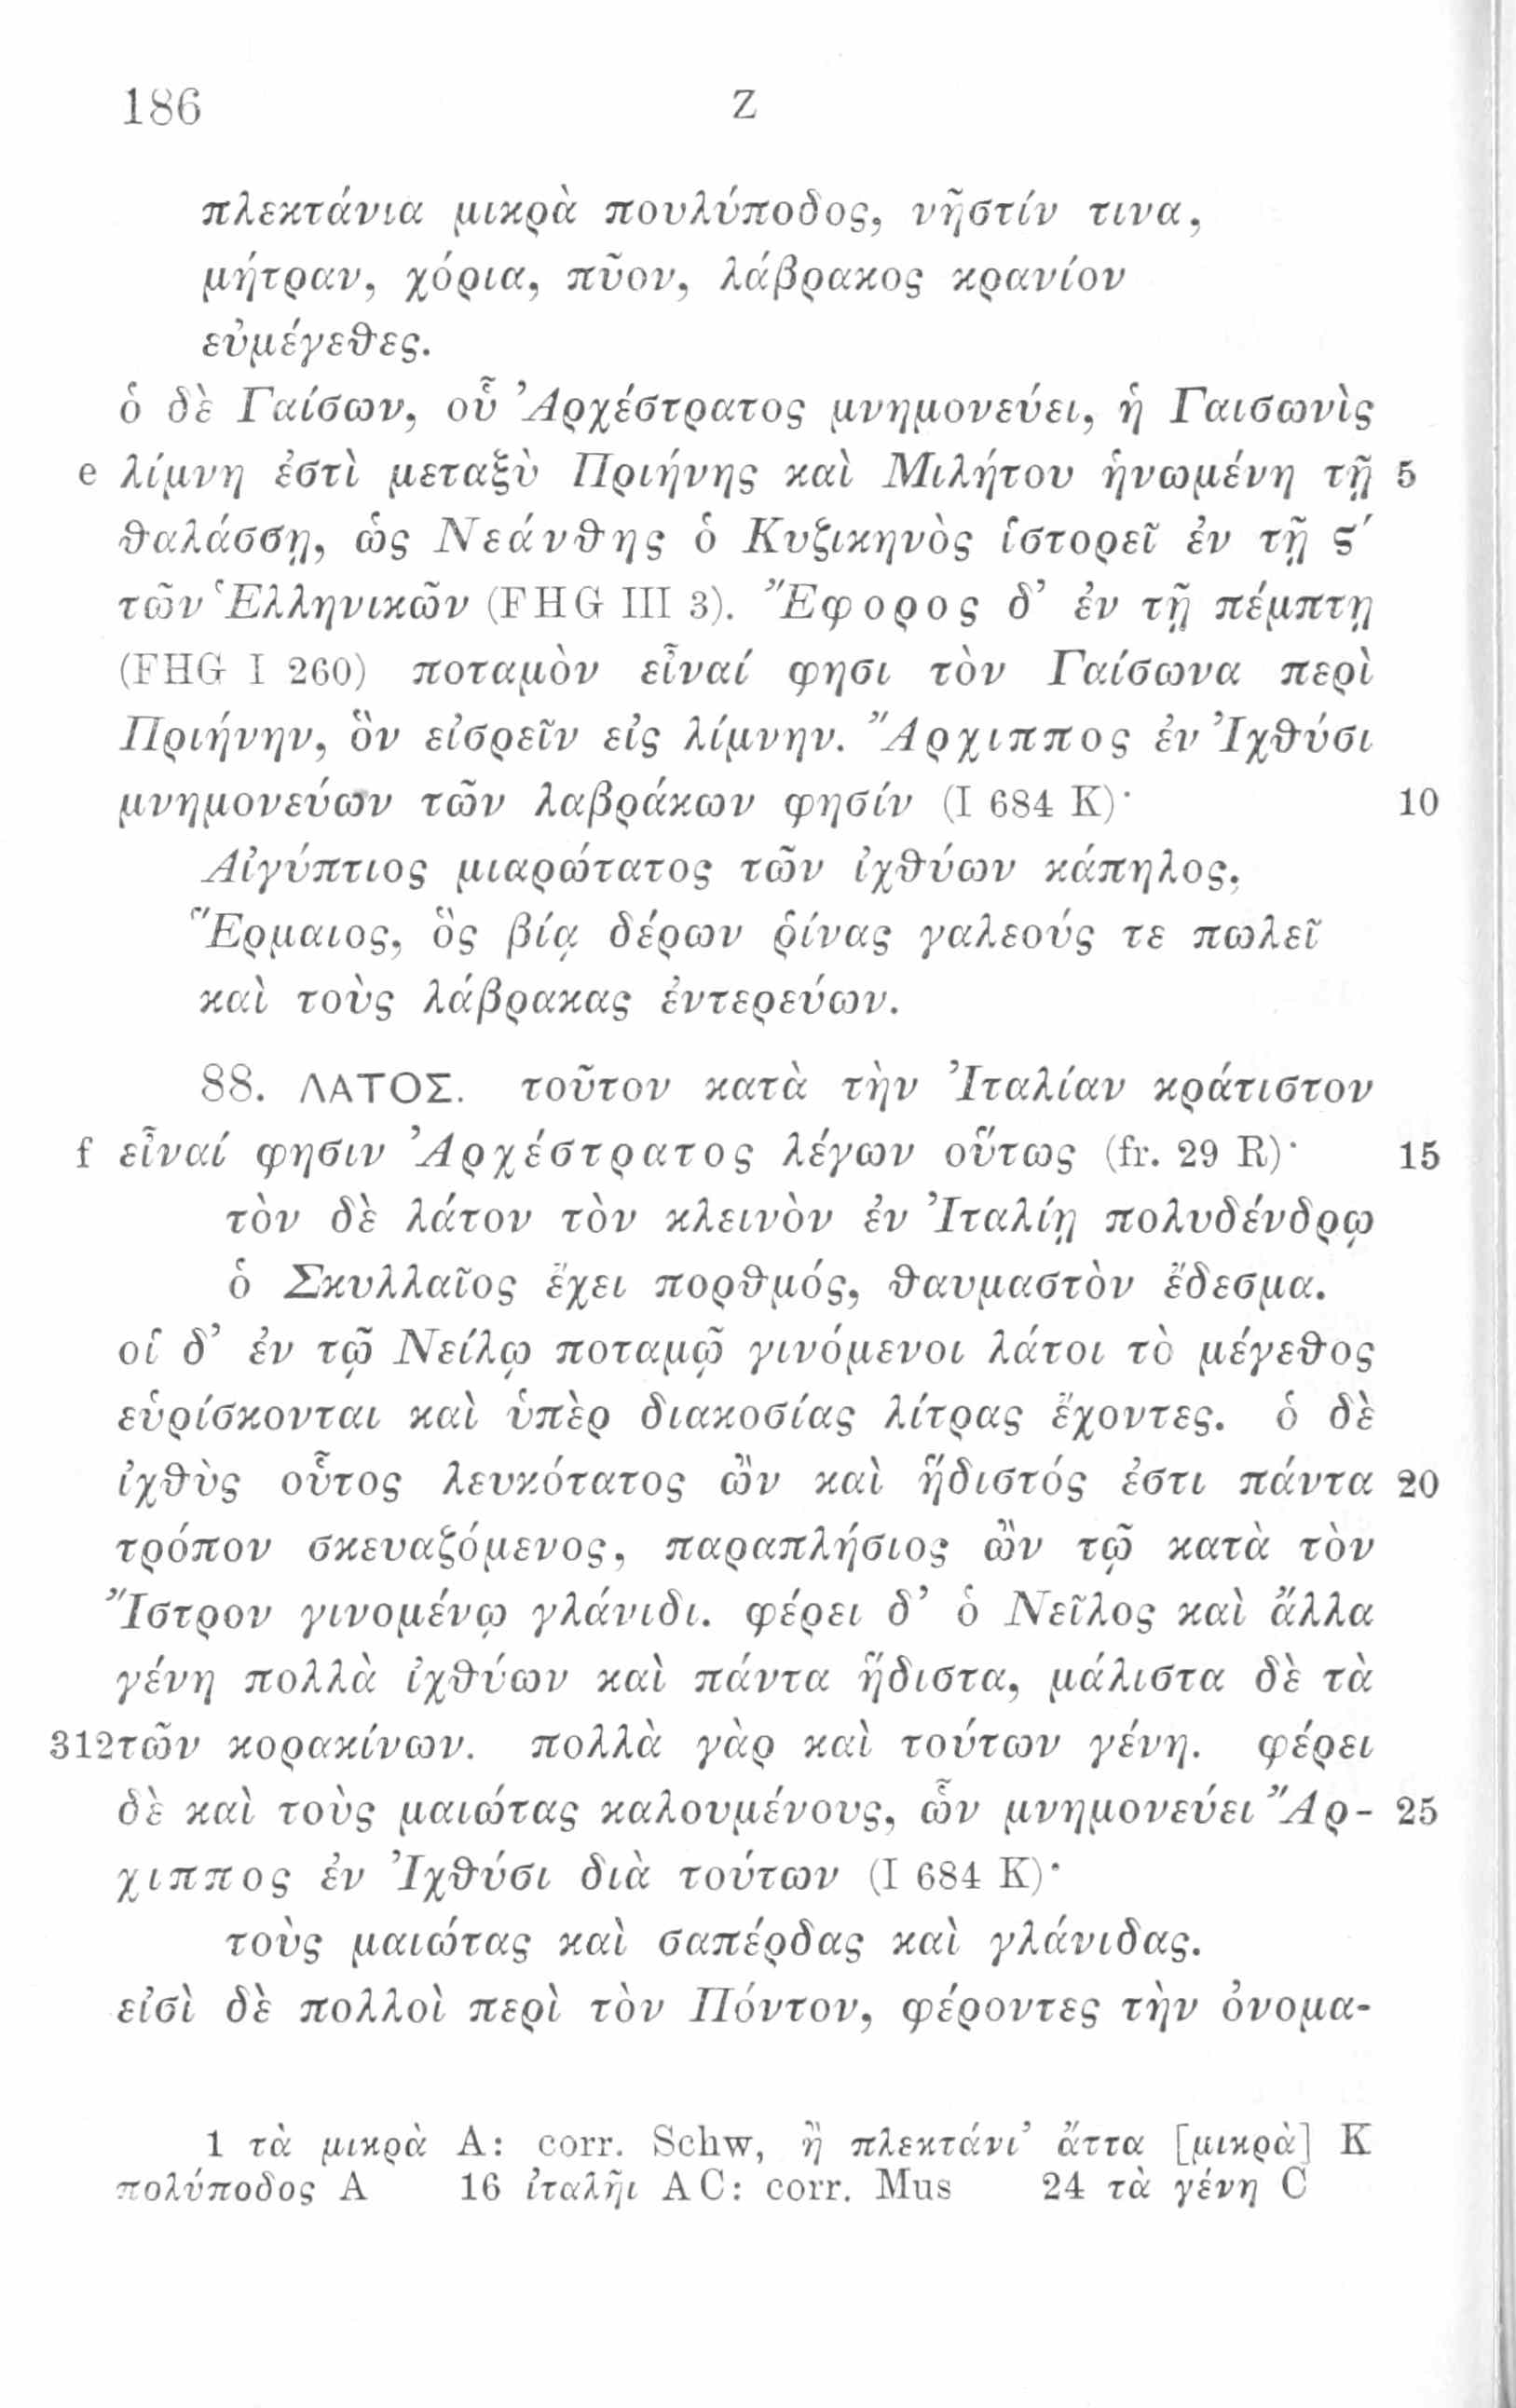 186 Z
πλεκτάνια μικρὰ πουλύποδος, νῆστίν τινα,
μήτραν, χόρια, πῦον, λάβρακος κρανίον
εὐμέγεθες.
ὁ δὲ Γαίσων, οὗ Ἀρχέστρατος μνημονεύει, ἡ Γαισωνὶς
e λίμνη ἐστὶ μεταξὺ Πριήνης καὶ Μιλήτου ἡνωμένη τῇ 5
θαλάσσῃ, ὡς Νεάνθης ὁ Κυζικηνὸς ἱστορεῖ ἐν τῇ ϛʹ
τῶν Ἑλληνικῶν (FHG III 3). Ἔφορος δ’ ἐν τῇ πέμπτῃ
(FHG I 260) ποταμὸν εἶναί φησι τὸν Γαίσωνα περὶ
Πριήνην, ὃν εἰσρεῖν εἰς λίμνην. Ἄρχιππος ἐν Ἰχθύσι
μνημονεύων τῶν λαβράκων φησίν (I 684 K)· 10
Αἰγύπτιος μιαρώτατος τῶν ἰχθύων κάπηλος,
Ἕρμαιος, ὃς βίᾳ δέρων ῥίνας γαλεούς τε πωλεῖ
καὶ τοὺς λάβρακας ἐντερεύων.
88. ΛΑΤΟΣ. τοῦτον κατὰ τὴν Ἰταλίαν κράτιστον
f εἶναί φησιν Ἀρχέστρατος λέγων οὕτως (fr. 29 R)· 15
τὸν δὲ λάτον τὸν κλεινὸν ἐν Ἰταλίῃ πολυδένδρῳ
ὁ Σκυλλαῖος ἔχει πορθμός, θαυμαστὸν ἔδεσμα.
οἱ δ’ ἐν τῷ Νείλῳ ποταμῷ γινόμενοι λάτοι τὸ μέγεθος
εὑρίσκονται καὶ ὑπὲρ διακοσίας λίτρας ἔχοντες. ὁ δὲ
ἰχθὺς οὗτος λευκότατος ὢν καὶ ἥδιστός ἐστι πάντα 20
τρόπον σκευαζόμενος, παραπλήσιος ὢν τῷ κατὰ τὸν
Ἴστρον γινομένῳ γλάνιδι. φέρει δ’ ὁ Νεῖλος καὶ ἄλλα
γένη πολλὰ ἰχθύων καὶ πάντα ἥδιστα, μάλιστα δὲ τὰ
312 τῶν κορακίνων. πολλὰ γὰρ καὶ τούτων γένη. φέρει
δὲ καὶ τοὺς μαιώτας καλουμένους, ὧν μνημονεύει Ἄρ-25
χιππος ἐν Ἰχθύσι διὰ τούτων (I 684 K)·
τοὺς μαιώτας καὶ σαπέρδας καὶ γλάνιδας.
εἰσὶ δὲ πολλοὶ περὶ τὸν Πόντον, φέροντες τὴν ὀνομα-
1 τὰ μικρὰ A: corr. Schw, ἢ πλεκτάνι’ ἄττα [μικρὰ] K
πολύποδος A 16 ἰταλῆι AC: corr. Mus 24 τὰ γένη C